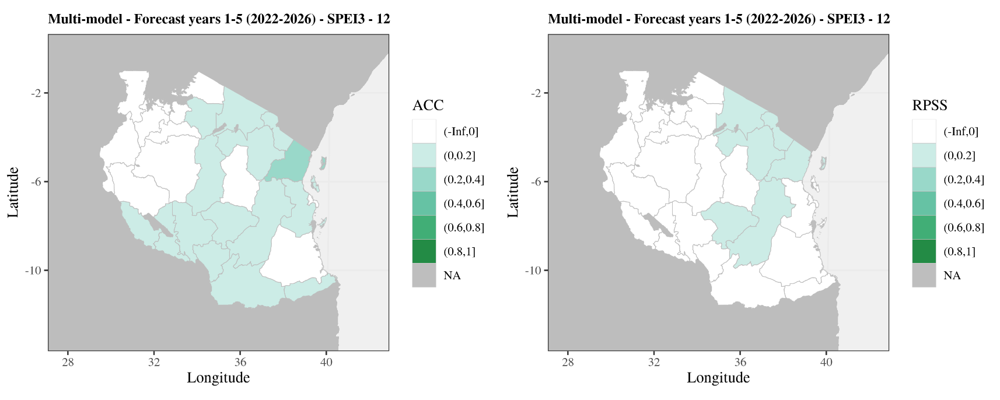 Multi-model - Forecast years 1-5 (2022-2026) - SPEI3 - 12
-2
-6
-10
28
32
36
40
Latitude
Longitude
ACC
(-Inf,0]
(0,0.2]
(0.2,0.4]
(0.4,0.6]
(0.6,0.8]
(0.8,1]
NA
Multi-model - Forecast years 1-5 (2022-2026) - SPEI3 - 12
-2
-6
-10
28
32
36
40
Latitude
Longitude
RPSS
(-Inf,0]
(0,0.2]
(0.2,0.4]
(0.4,0.6]
(0.6,0.8]
(0.8,1]
NA